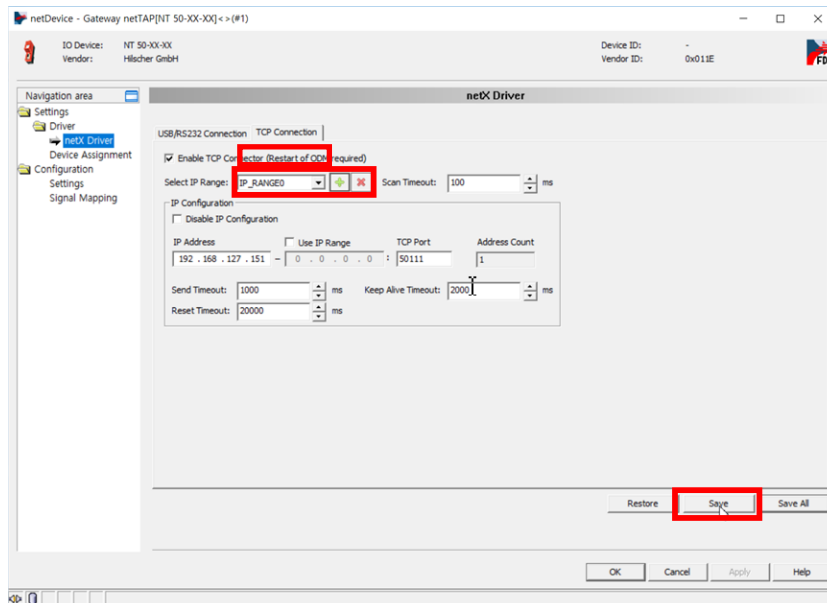 netDevice - Gateway netTAP[NT 50-XX-XX]<>(#1)
IO Device: NT 50-XX-XX Device ID: -
Vendor: Hilscher GmbH Vendor ID: 0x011E
FD
Navigation area netX Driver
Settings
Driver
netX Driver
Device Assignment
Configuration
Settings
Signal Mapping
USB/RS232 Connection TCP Connection
Enable TCP Connector (Restart of ODM required)
Select IP Range: IP_RANGE0 Scan Timeout: 100 ms
IP Configuration
Disable IP Configuration
IP Address Use IP Range TCP Port Address Count
192 . 168 . 127 . 151 - 0 . 0 . 0 . 0 : 50111 1
Send Timeout: 1000 ms Keep Alive Timeout: 2000 ms
Reset Timeout: 20000 ms
Restore Save Save All
OK Cancel Apply Help